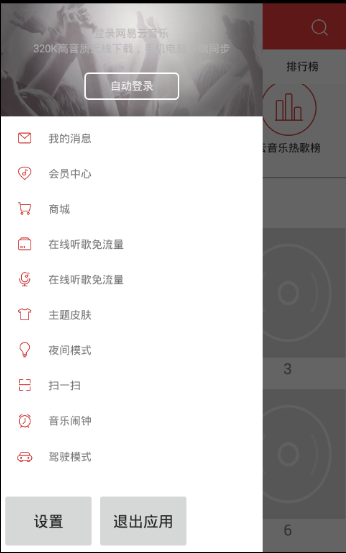 登录网易云音乐
320K高音质无限下载，手机电脑多端同步
自动登录
排行榜
云音乐热歌榜
我的消息
会员中心
商城
在线听歌免流量
在线听歌免流量
主题皮肤
夜间模式
扫一扫
音乐闹钟
驾驶模式
3
设置
退出应用
6